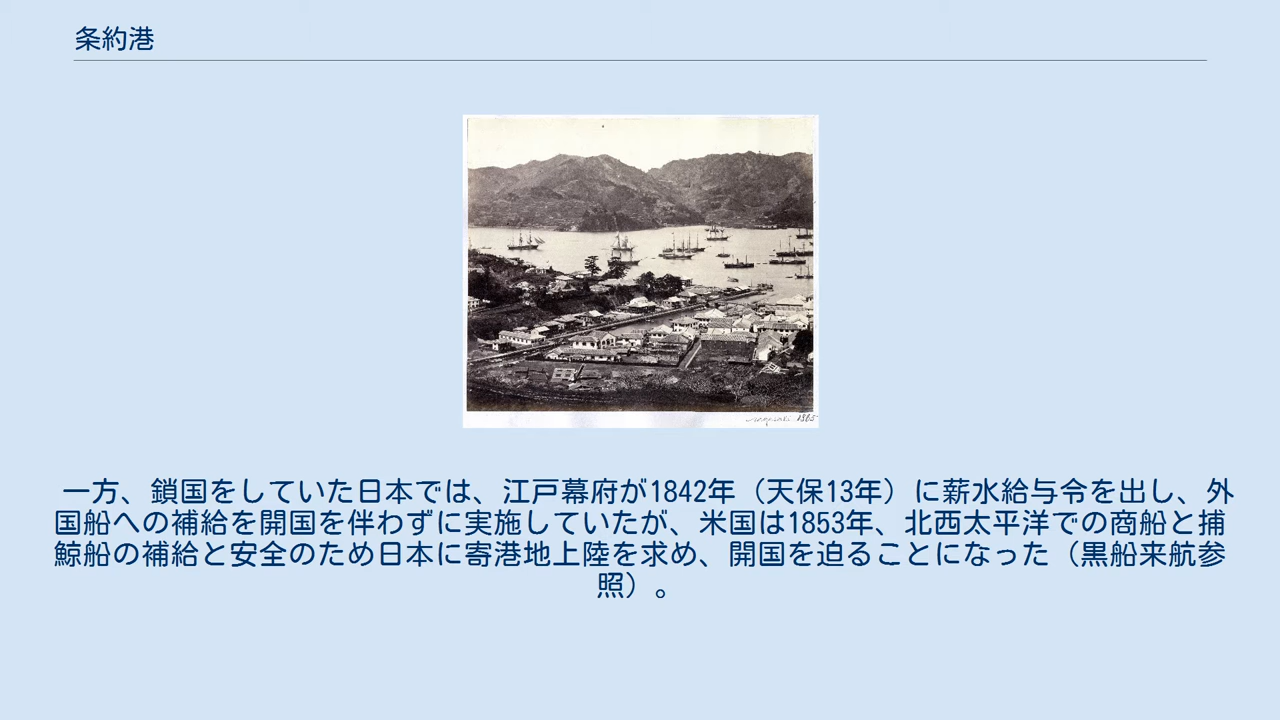 条約港
nagasaki 1865
一方、鎖国をしていた日本では、江戸幕府が1842年（天保13年）に薪水給与令を出し、外
国船への補給を開国を伴わずに実施していたが、米国は1853年、北西太平洋での商船と捕
鯨船の補給と安全のため日本に寄港地上陸を求め、開国を迫ることになった（黒船来航参
照）。